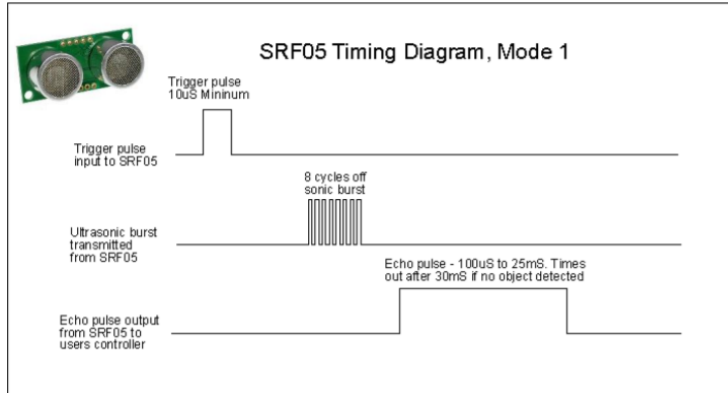 SRF05 Timing Diagram, Mode 1
Trigger pulse
10uS Mininum
Trigger pulse
input to SRF05
8 cycles off
sonic burst
Ultrasonic burst
transmitted
from SRF05
Echo pulse - 100uS to 25mS. Times
out after 30mS if no object detected
Echo pulse output
from SRF05 to
users controller